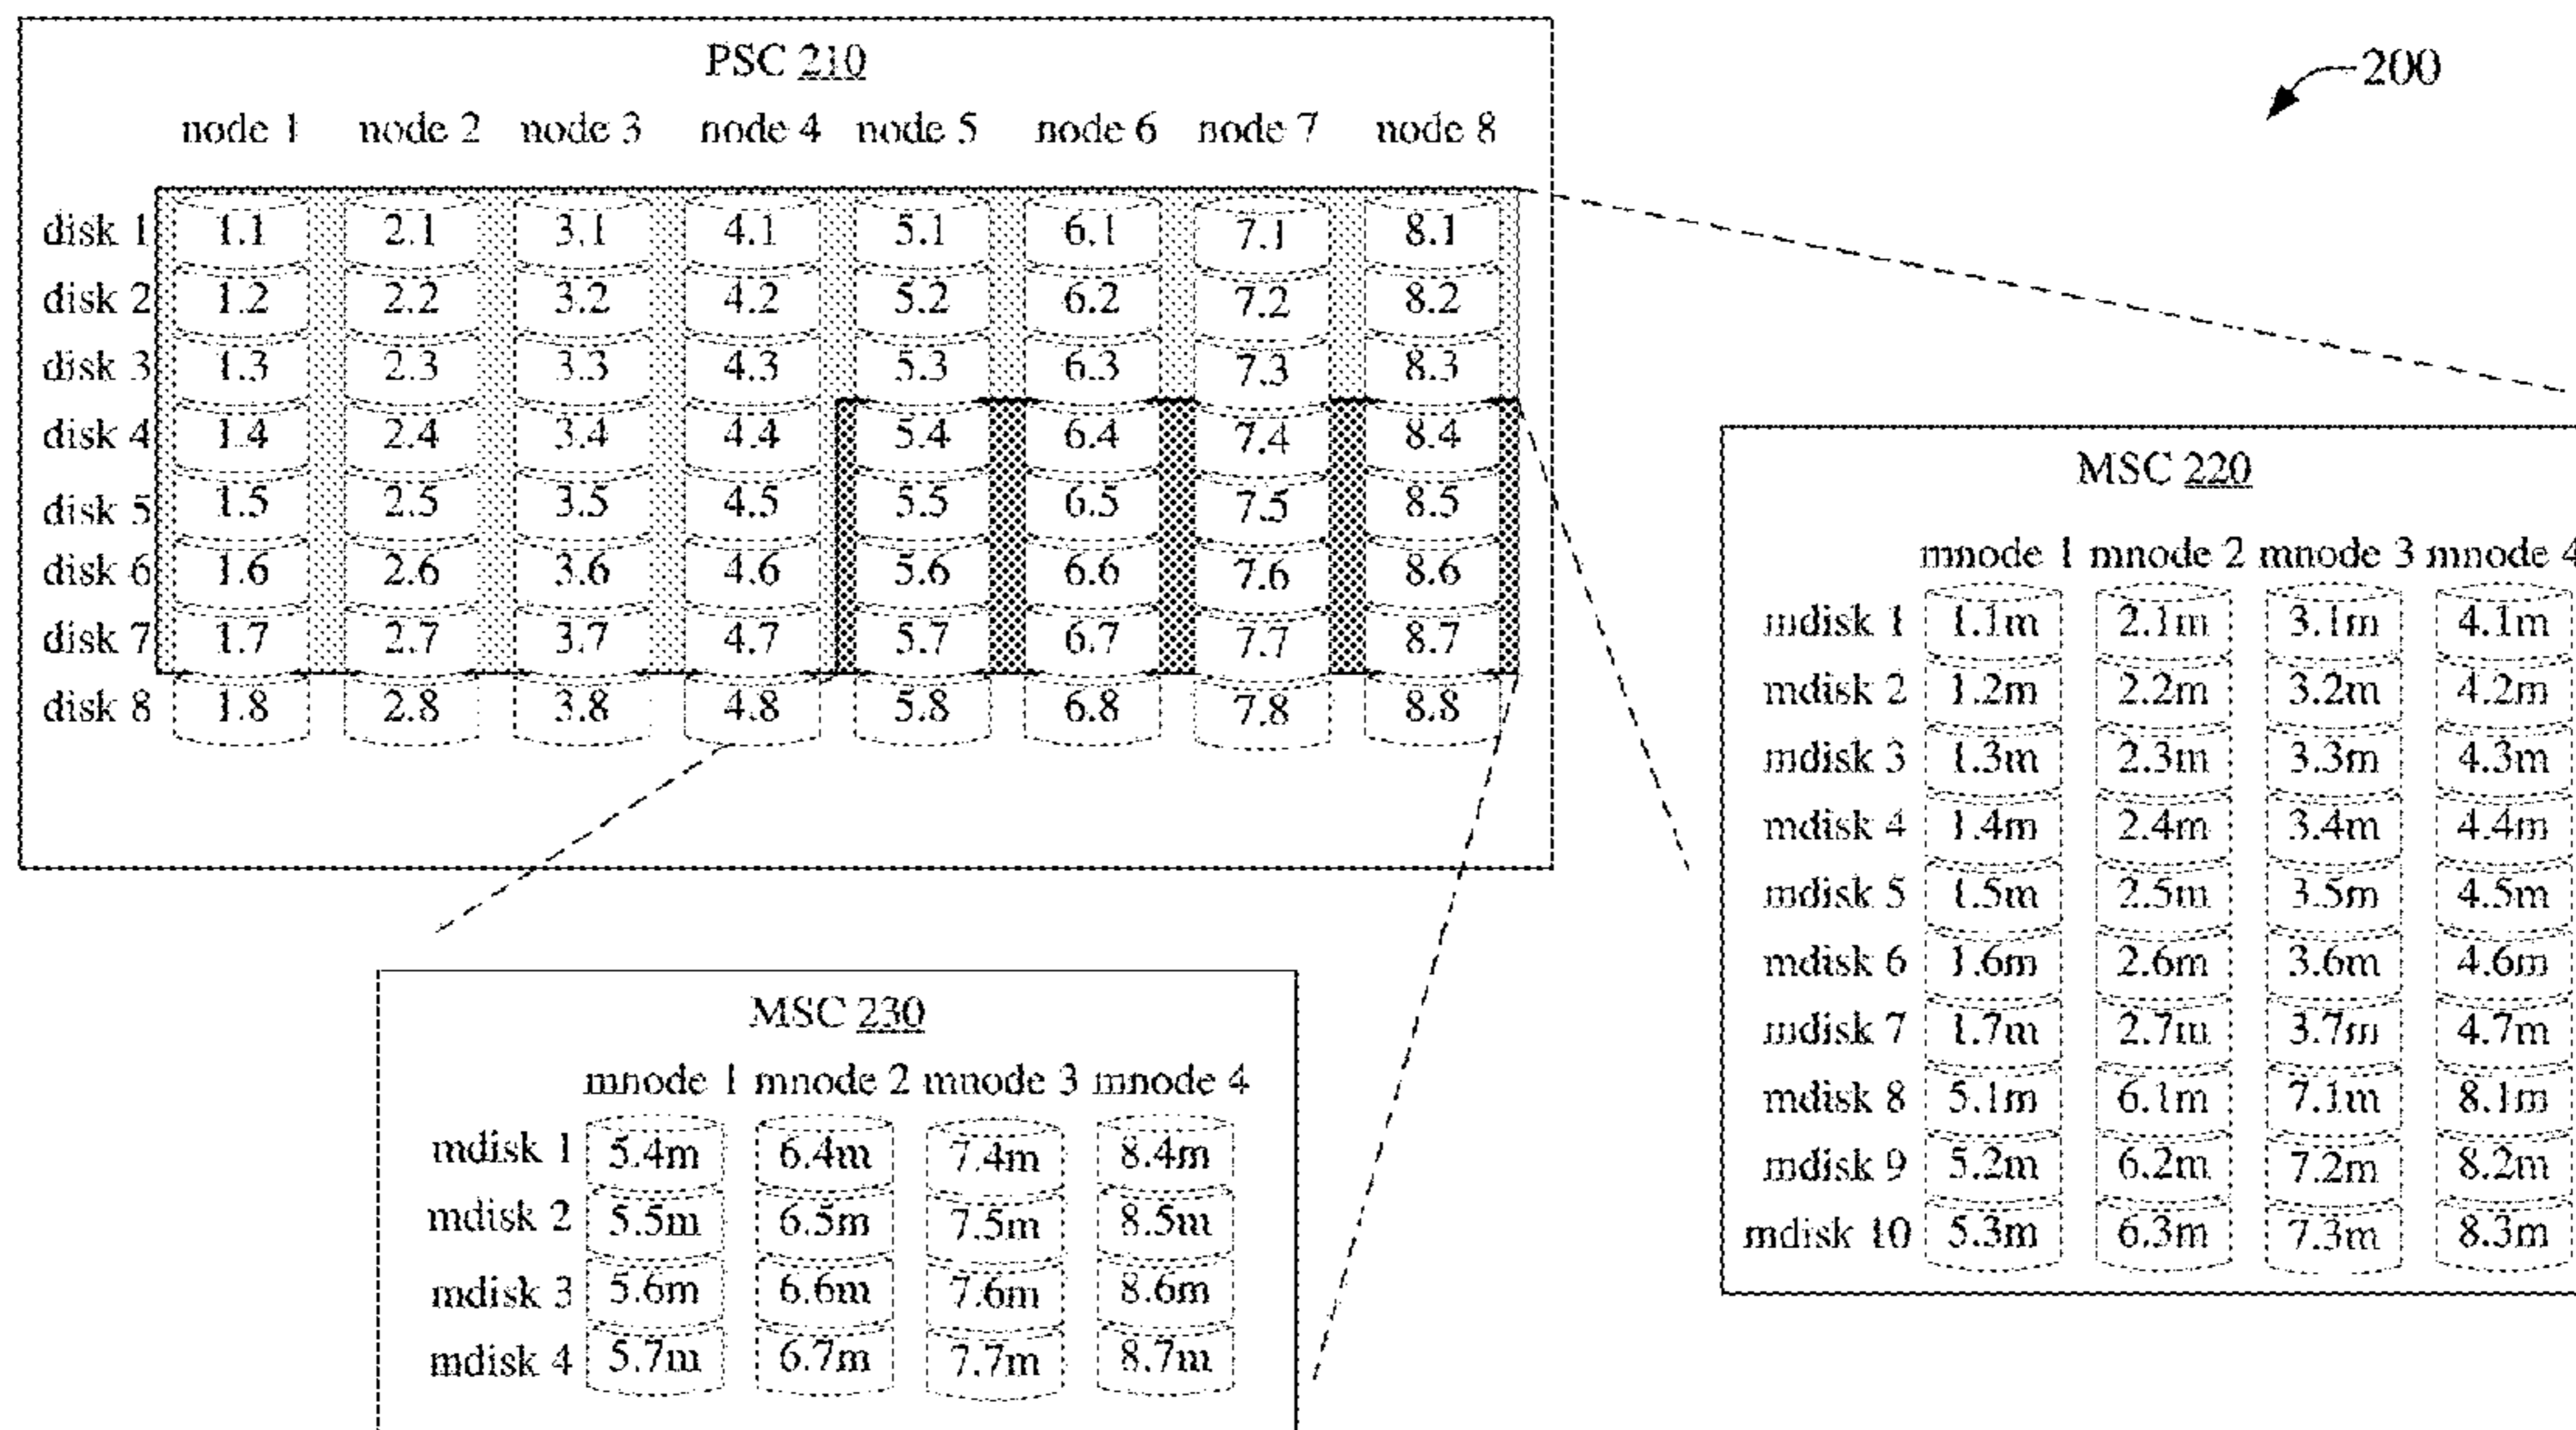 PSC 210
200
node 1 node 2 node 3 node 4 node 5 node 6 node 7 node 8
disk 1 1.1 2.1 3.1 4.1 5.1 6.1 7.1 8.1
disk 2 1.2 2.2 3.2 4.2 5.2 6.2 7.2 8.2
disk 3 1.3 2.3 3.3 4.3 5.3 6.3 7.3 8.3
disk 4 1.4 2.4 3.4 4.4 5.4 6.4 7.4 8.4
disk 5 1.5 2.5 3.5 4.5 5.5 6.5 7.5 8.5
disk 6 1.6 2.6 3.6 4.6 5.6 6.6 7.6 8.6
disk 7 1.7 2.7 3.7 4.7 5.7 6.7 7.7 8.7
disk 8 1.8 2.8 3.8 4.8 5.8 6.8 7.8 8.8
MSC 220
mnode 1 mnode 2 mnode 3 mnode 4
mdisk 1 1.1m 2.1m 3.1m 4.1m
mdisk 2 1.2m 2.2m 3.2m 4.2m
mdisk 3 1.3m 2.3m 3.3m 4.3m
mdisk 4 1.4m 2.4m 3.4m 4.4m
mdisk 5 1.5m 2.5m 3.5m 4.5m
mdisk 6 1.6m 2.6m 3.6m 4.6m
mdisk 7 1.7m 2.7m 3.7m 4.7m
mdisk 8 5.1m 6.1m 7.1m 8.1m
mdisk 9 5.2m 6.2m 7.2m 8.2m
mdisk 10 5.3m 6.3m 7.3m 8.3m
MSC 230
mnode 1 mnode 2 mnode 3 mnode 4
mdisk 1 5.4m 6.4m 7.4m 8.4m
mdisk 2 5.5m 6.5m 7.5m 8.5m
mdisk 3 5.6m 6.6m 7.6m 8.6m
mdisk 4 5.7m 6.7m 7.7m 8.7m